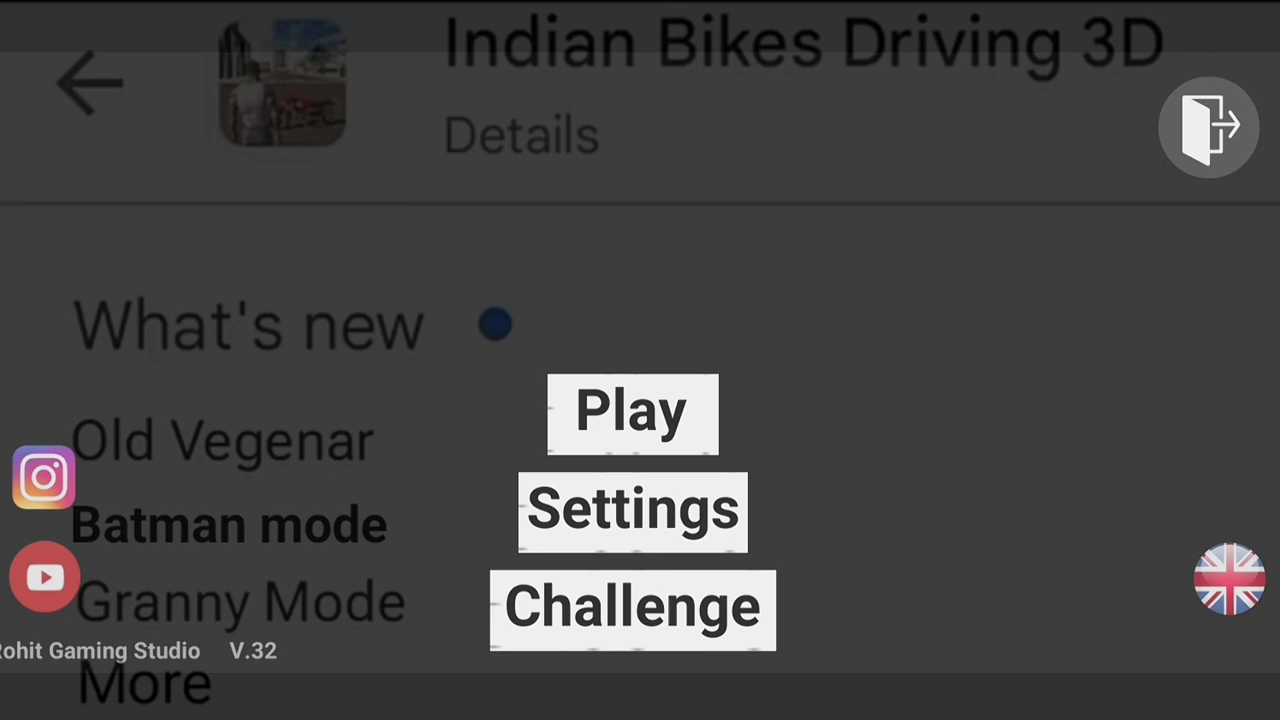 Indian Bikes Driving 3D
Details
What's new
Old Vegenar
Batman mode
Granny Mode
More
Play
Settings
Challenge
Rohit Gaming Studio V.32